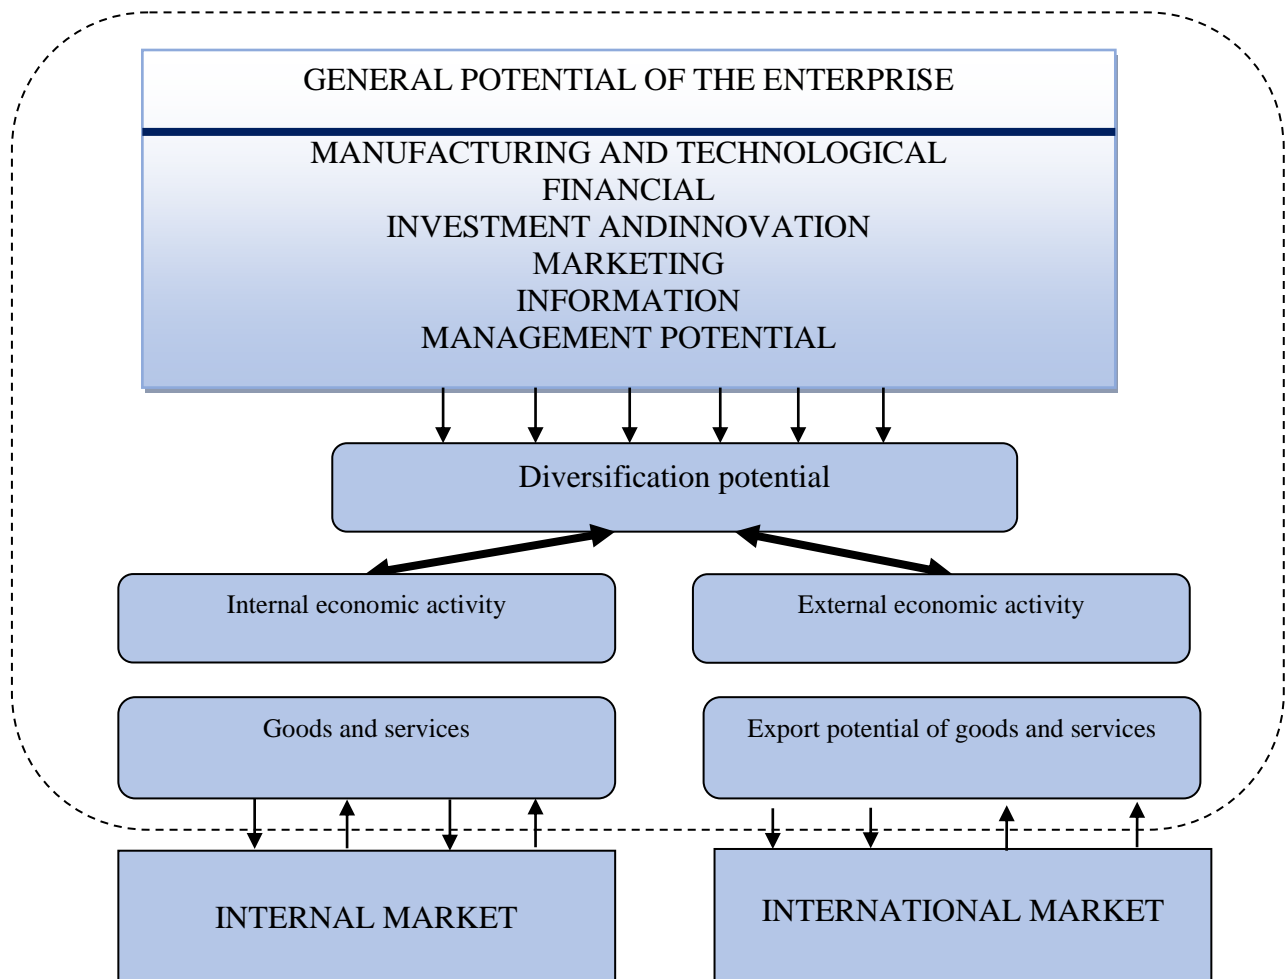 GENERAL POTENTIAL OF THE ENTERPRISE
MANUFACTURING AND TECHNOLOGICAL
FINANCIAL
INVESTMENT ANDINNOVATION
MARKETING
INFORMATION
MANAGEMENT POTENTIAL
Diversification potential
Internal economic activity
External economic activity
Goods and services
Export potential of goods and services
INTERNAL MARKET
INTERNATIONAL MARKET